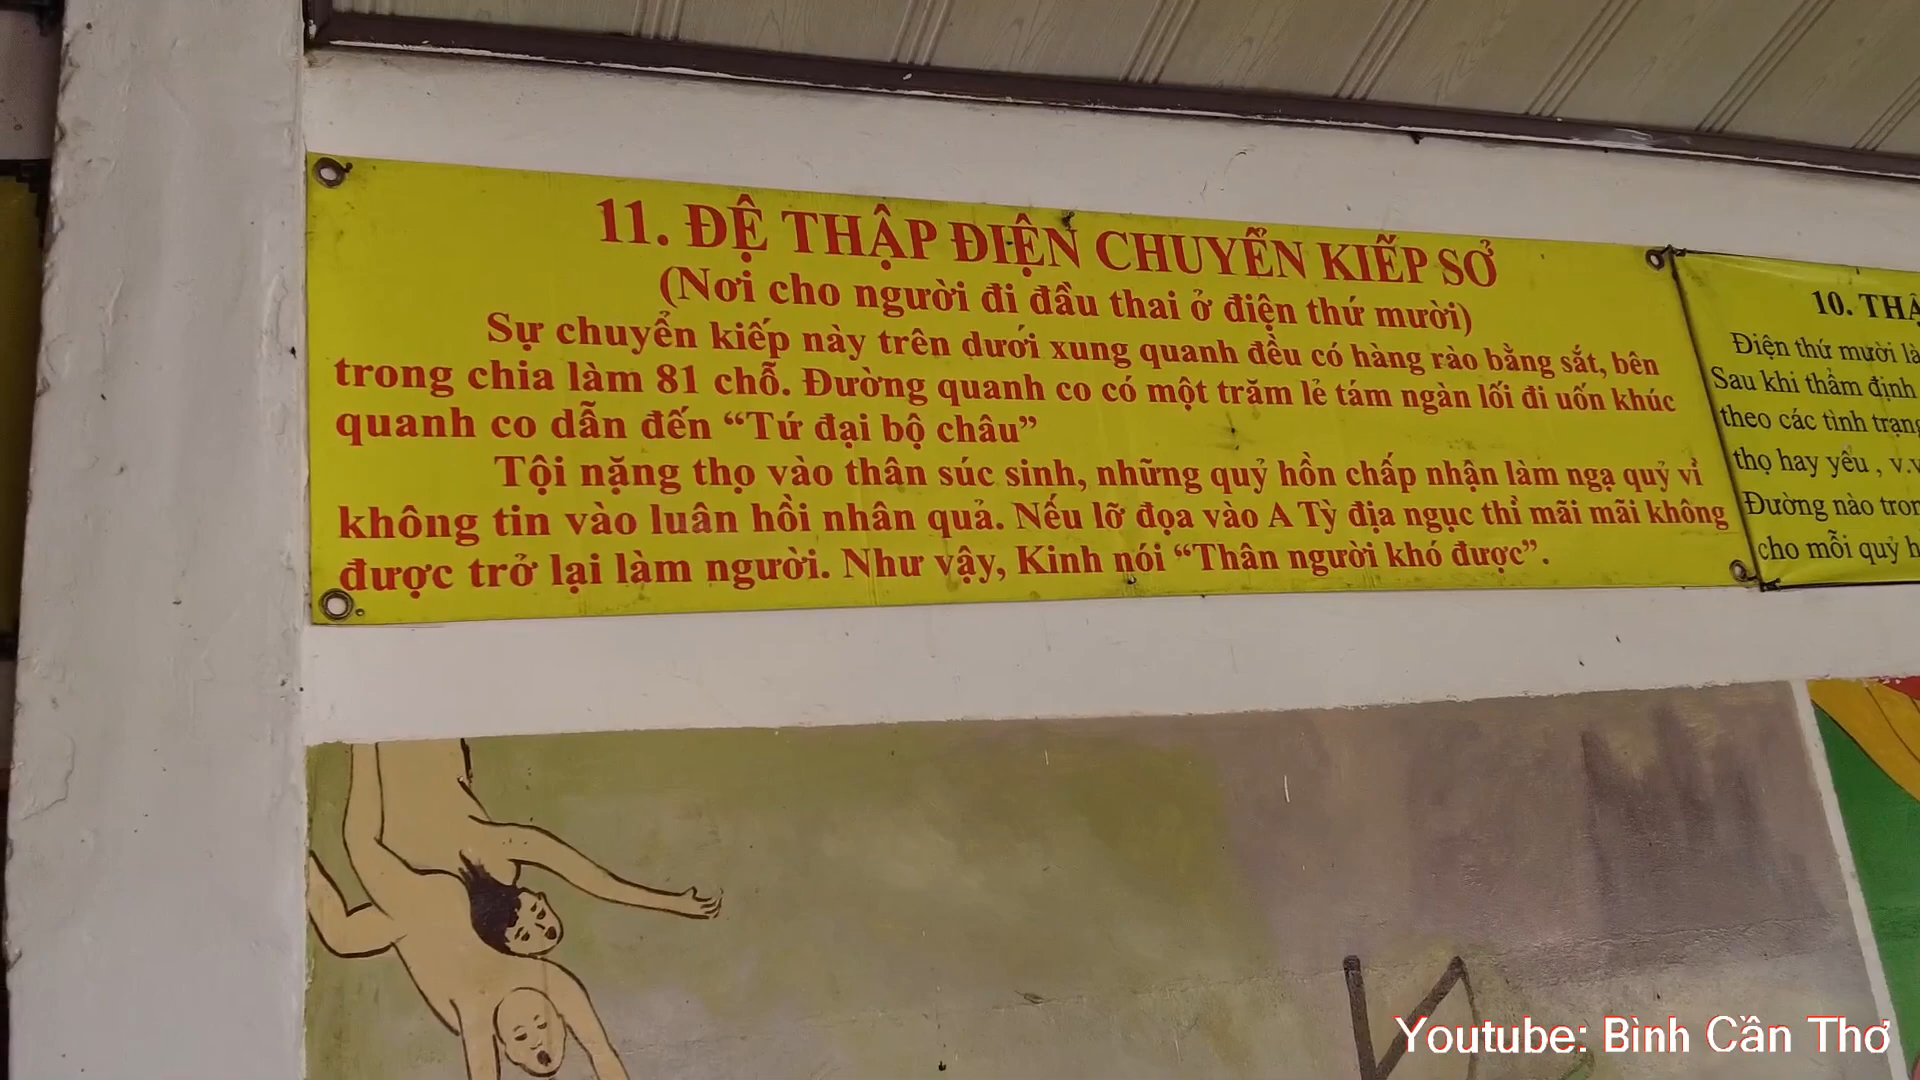 11. ĐỆ THẬP ĐIỆN CHUYỂN KIẾP SỞ
(Nơi cho người đi đầu thai ở điện thứ mười)
Sự chuyển kiếp này trên dưới xung quanh đều có hàng rào bằng sắt, bên
trong chia làm 81 chỗ. Đường quanh co có một trăm lẻ tám ngàn lối đi uốn khúc
quanh co dẫn đến “Tứ đại bộ châu”
Tội nặng thọ vào thân súc sinh, những quỷ hồn chấp nhận làm ngạ quỷ vì
không tin vào luân hồi nhân quả. Nếu lỡ đọa vào A Tỳ địa ngục thì mãi mãi không
được trở lại làm người. Như vậy, Kinh nói “Thân người khó được”.
10. THẬ
Điện thứ mười là
Sau khi thẩm định
theo các tình trạng
thọ hay yểu , v.v
Đường nào tron
cho mỗi quỷ h
Youtube: Bình Cần Thơ